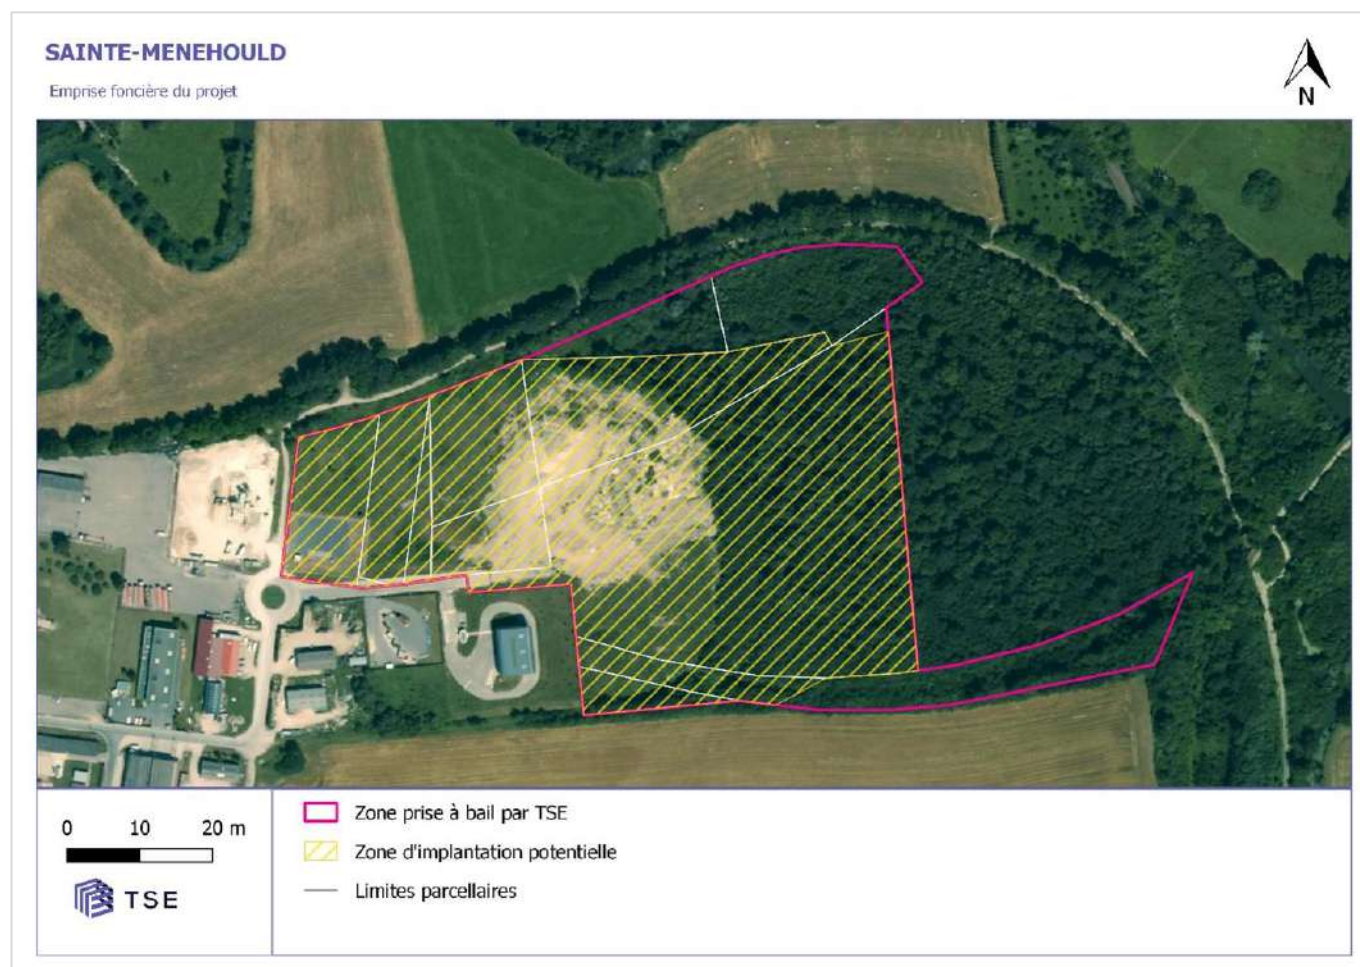 SAINTE-MENEHOULD
Emprise foncière du projet
N
0 10 20 m
TSE
Zone prise à bail par TSE
Zone d'implantation potentielle
Limites parcellaires